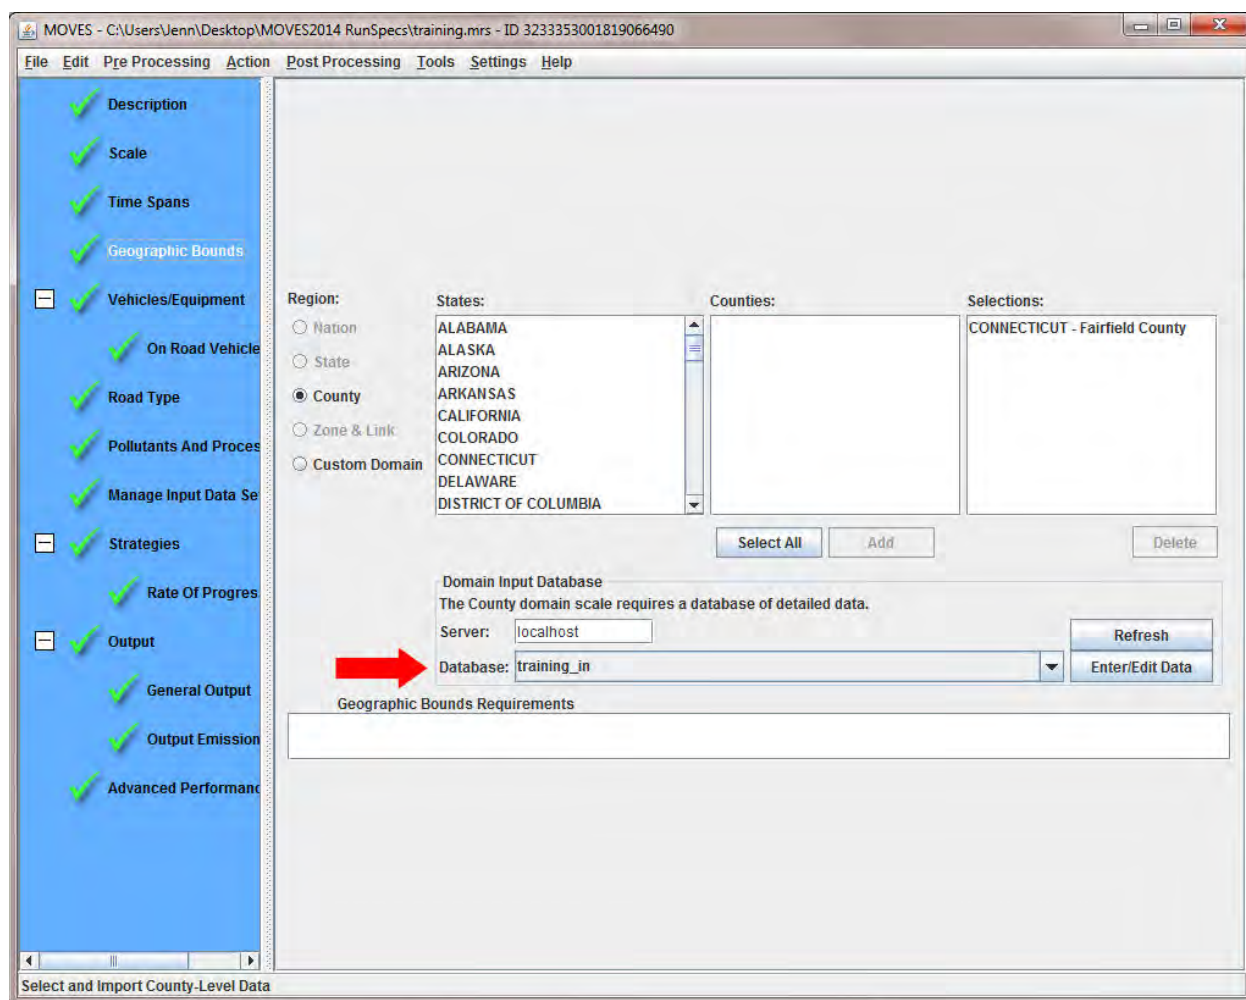 MOVES - C:\Users\Jenn\Desktop\MOVES2014 RunSpecs\training.mrs - ID 3233353001819066490
File Edit Pre Processing Action Post Processing Tools Settings Help
Description
Scale
Time Spans
Geographic Bounds
Vehicles/Equipment
On Road Vehicle
Road Type
Pollutants And Proces
Manage Input Data Se
Strategies
Rate Of Progres
Output
General Output
Output Emission
Advanced Performanc
Region:
Nation
State
County
Zone & Link
Custom Domain
States:
ALABAMA
ALASKA
ARIZONA
ARKANSAS
CALIFORNIA
COLORADO
CONNECTICUT
DELAWARE
DISTRICT OF COLUMBIA
Counties:
Selections:
CONNECTICUT - Fairfield County
Select All Add Delete
Domain Input Database
The County domain scale requires a database of detailed data.
Server: localhost Refresh
Database: training_in Enter/Edit Data
Geographic Bounds Requirements
Select and Import County-Level Data